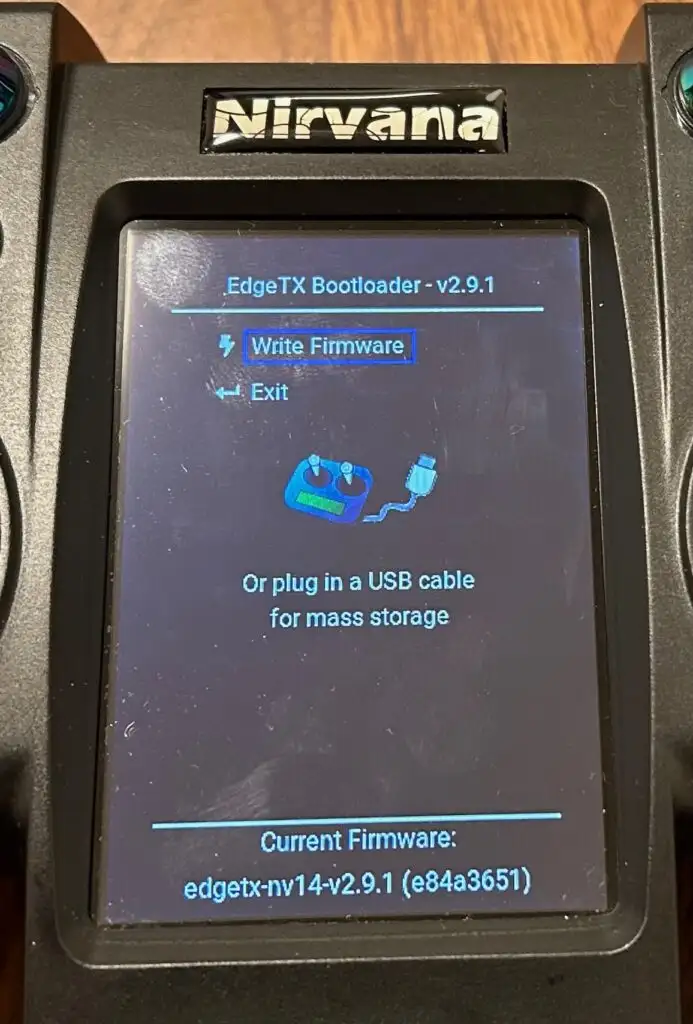 Nirvana
EdgeTX Bootloader - v2.9.1
Write Firmware
Exit
Or plug in a USB cable
for mass storage
Current Firmware:
edgetx-nv14-v2.9.1 (e84a3651)